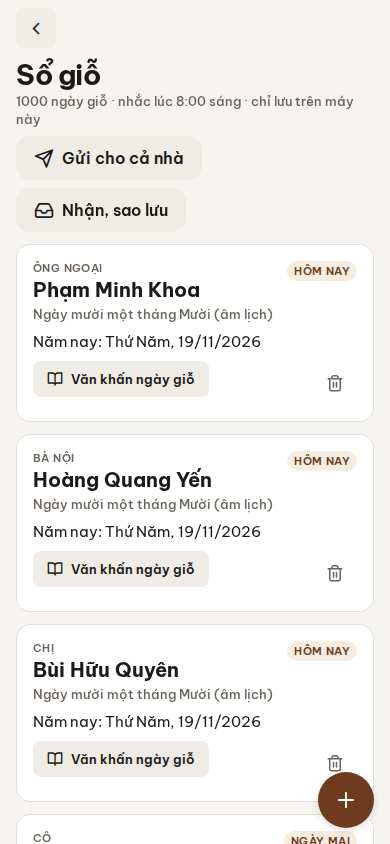 Sổ giỗ
1000 ngày giỗ · nhắc lúc 8:00 sáng · chỉ lưu trên máy
này
Gửi cho cả nhà
Nhận, sao lưu
ÔNG NGOẠI
HÔM NAY
Phạm Minh Khoa
Ngày mười một tháng Mười (âm lịch)
Năm nay: Thứ Năm, 19/11/2026
Văn khấn ngày giỗ
BÀ NỘI
HÔM NAY
Hoàng Quang Yến
Ngày mười một tháng Mười (âm lịch)
Năm nay: Thứ Năm, 19/11/2026
Văn khấn ngày giỗ
CHỊ
HÔM NAY
Bùi Hữu Quyên
Ngày mười một tháng Mười (âm lịch)
Năm nay: Thứ Năm, 19/11/2026
Văn khấn ngày giỗ
CÔ
NGÀY MAI